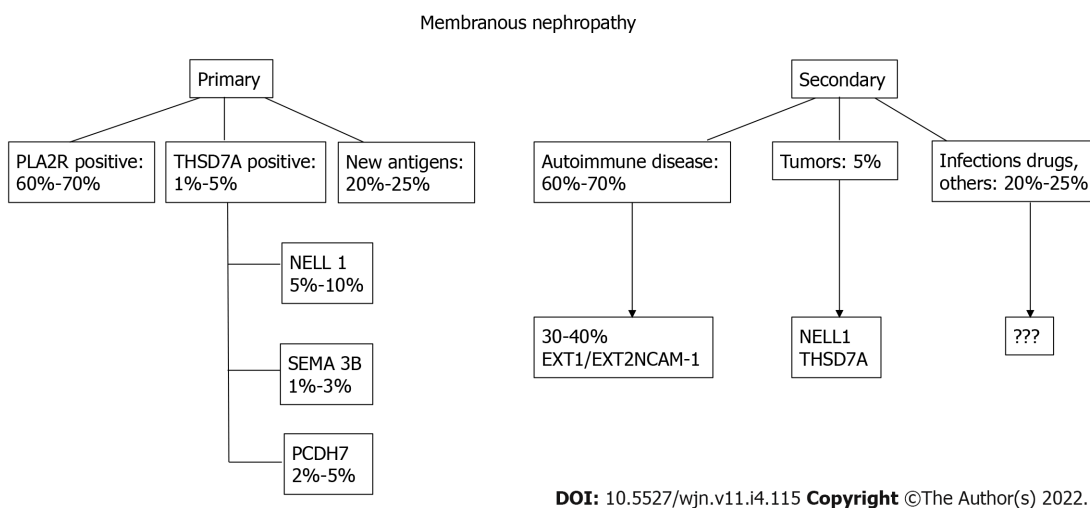 Membranous nephropathy
Primary
Secondary
PLA2R positive:
60%-70%
THSD7A positive:
1%-5%
New antigens:
20%-25%
Autoimmune disease:
60%-70%
Tumors: 5%
Infections drugs,
others: 20%-25%
NELL 1
5%-10%
SEMA 3B
1%-3%
PCDH7
2%-5%
30-40%
EXT1/EXT2NCAM-1
NELL1
THSD7A
???
DOI: 10.5527/wjn.v11.i4.115 Copyright ©The Author(s) 2022.